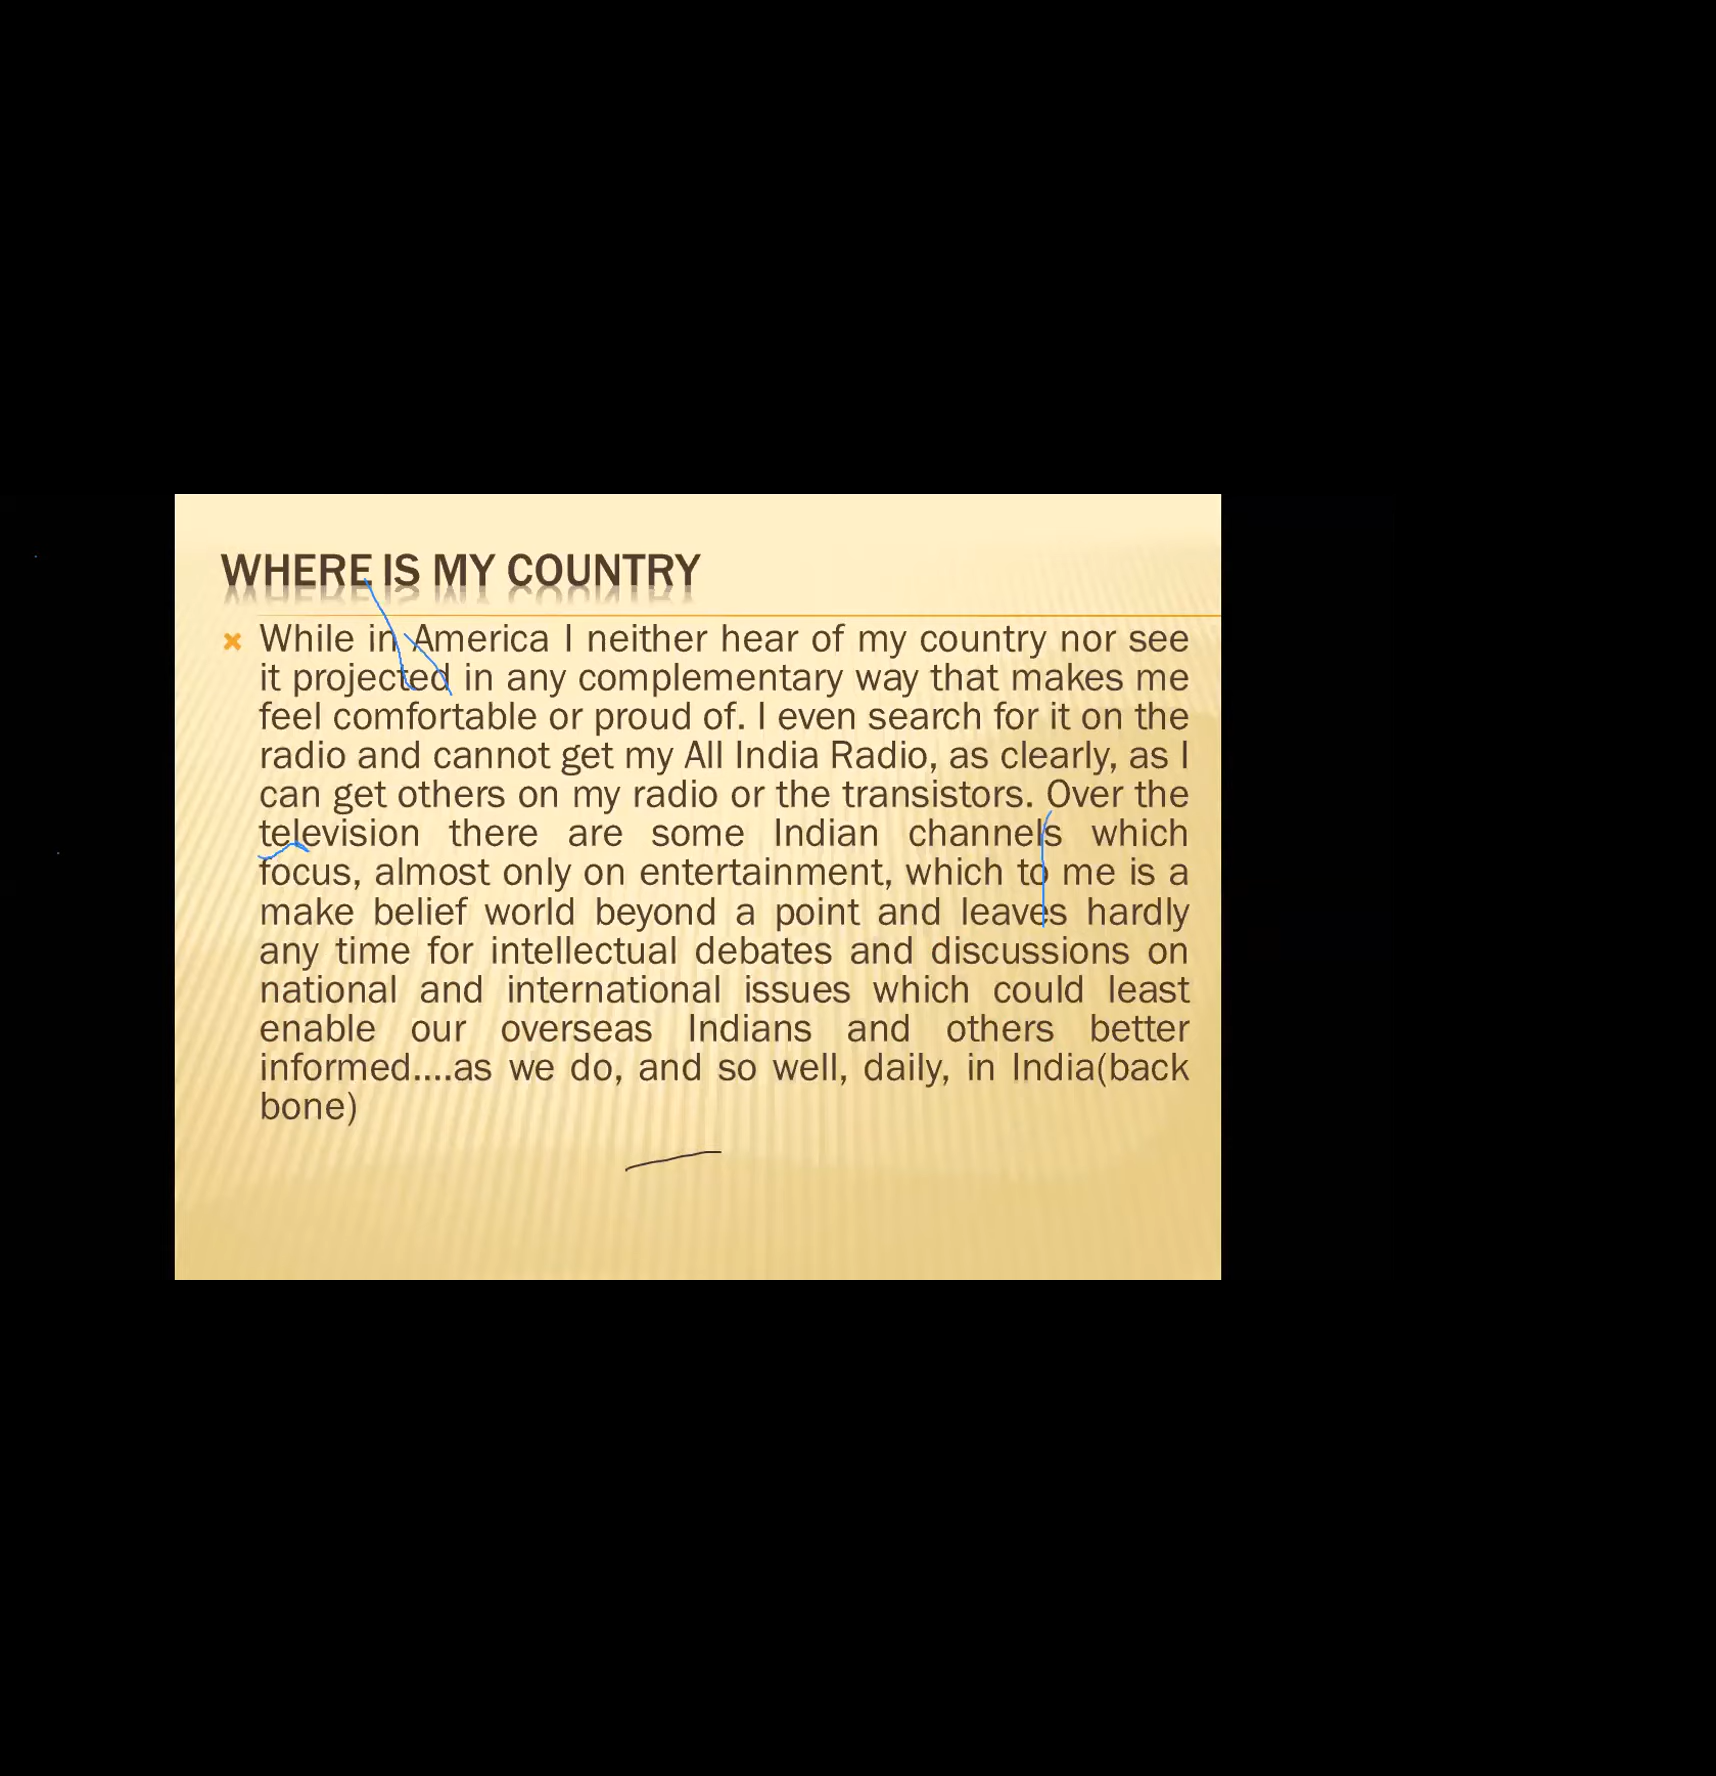 WHERE IS MY COUNTRY
While in America I neither hear of my country nor see
it projected in any complementary way that makes me
feel comfortable or proud of. I even search for it on the
radio and cannot get my All India Radio, as clearly, as I
can get others on my radio or the transistors. Over the
television there are some Indian channels which
focus, almost only on entertainment, which to me is a
make belief world beyond a point and leaves hardly
any time for intellectual debates and discussions on
national and international issues which could least
enable our overseas Indians and others better
informed....as we do, and so well, daily, in India(back
bone)